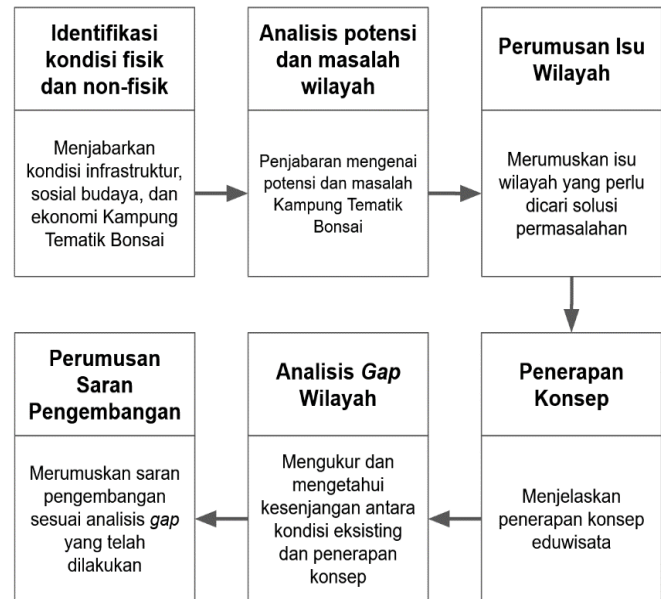 Identifikasi
kondisi fisik
dan non-fisik
Menjabarkan
kondisi infrastruktur,
sosial budaya, dan
ekonomi Kampung
Tematik Bonsai
Analisis potensi
dan masalah
wilayah
Penjabaran mengenai
potensi dan masalah
Kampung Tematik
Bonsai
Perumusan Isu
Wilayah
Merumuskan isu
wilayah yang perlu
dicari solusi
permasalahan
Penerapan
Konsep
Menjelaskan
penerapan konsep
eduwisata
Analisis Gap
Wilayah
Mengukur dan
mengetahui
kesenjangan antara
kondisi eksisting
dan penerapan
konsep
Perumusan
Saran
Pengembangan
Merumuskan saran
pengembangan
sesuai analisis gap
yang telah
dilakukan